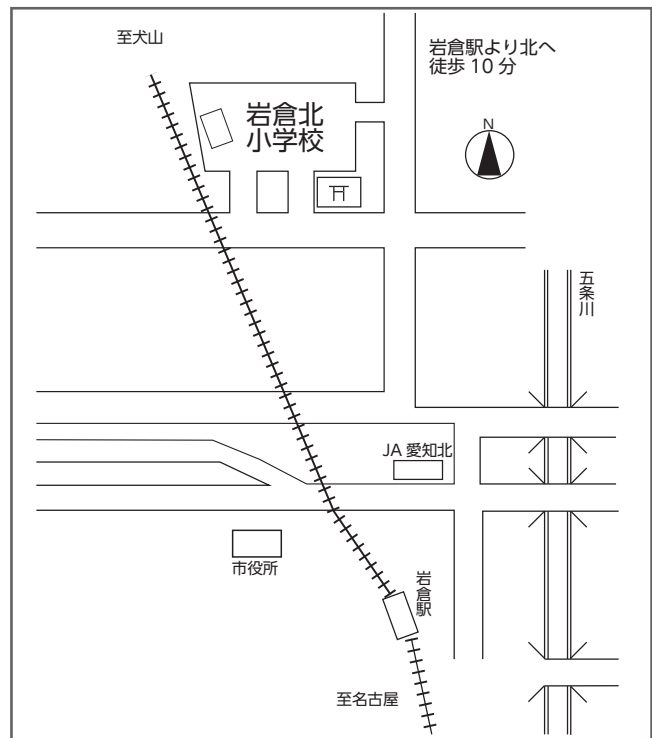 至犬山
岩倉駅より北へ
徒歩 10 分
岩倉北
小学校
N
五条川
JA 愛知北
市役所
岩倉駅
至名古屋